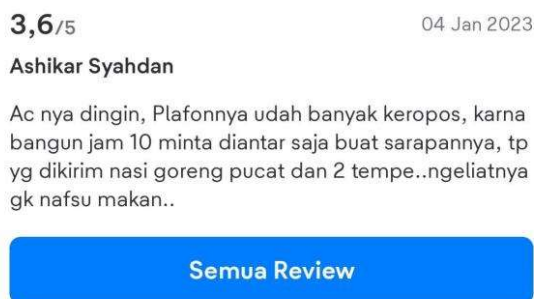 3,6/5
04 Jan 2023
Ashikar Syahdan
Ac nya dingin, Plafonnya udah banyak keropos, karna
bangun jam 10 minta diantar saja buat sarapannya, tp
yg dikirim nasi goreng pucat dan 2 tempe..ngeliatnya
gk nafsu makan..
Semua Review